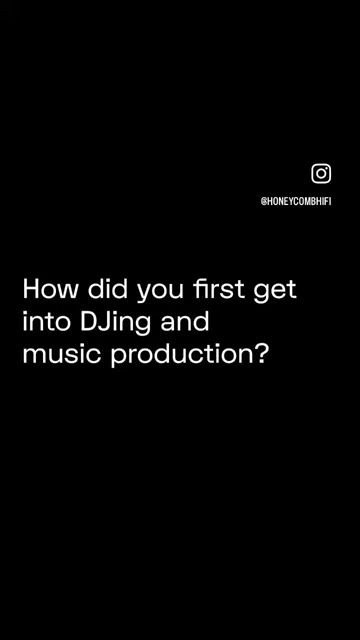 @HONEYCOMBHIFI
How did you first get
into DJing and
music production?